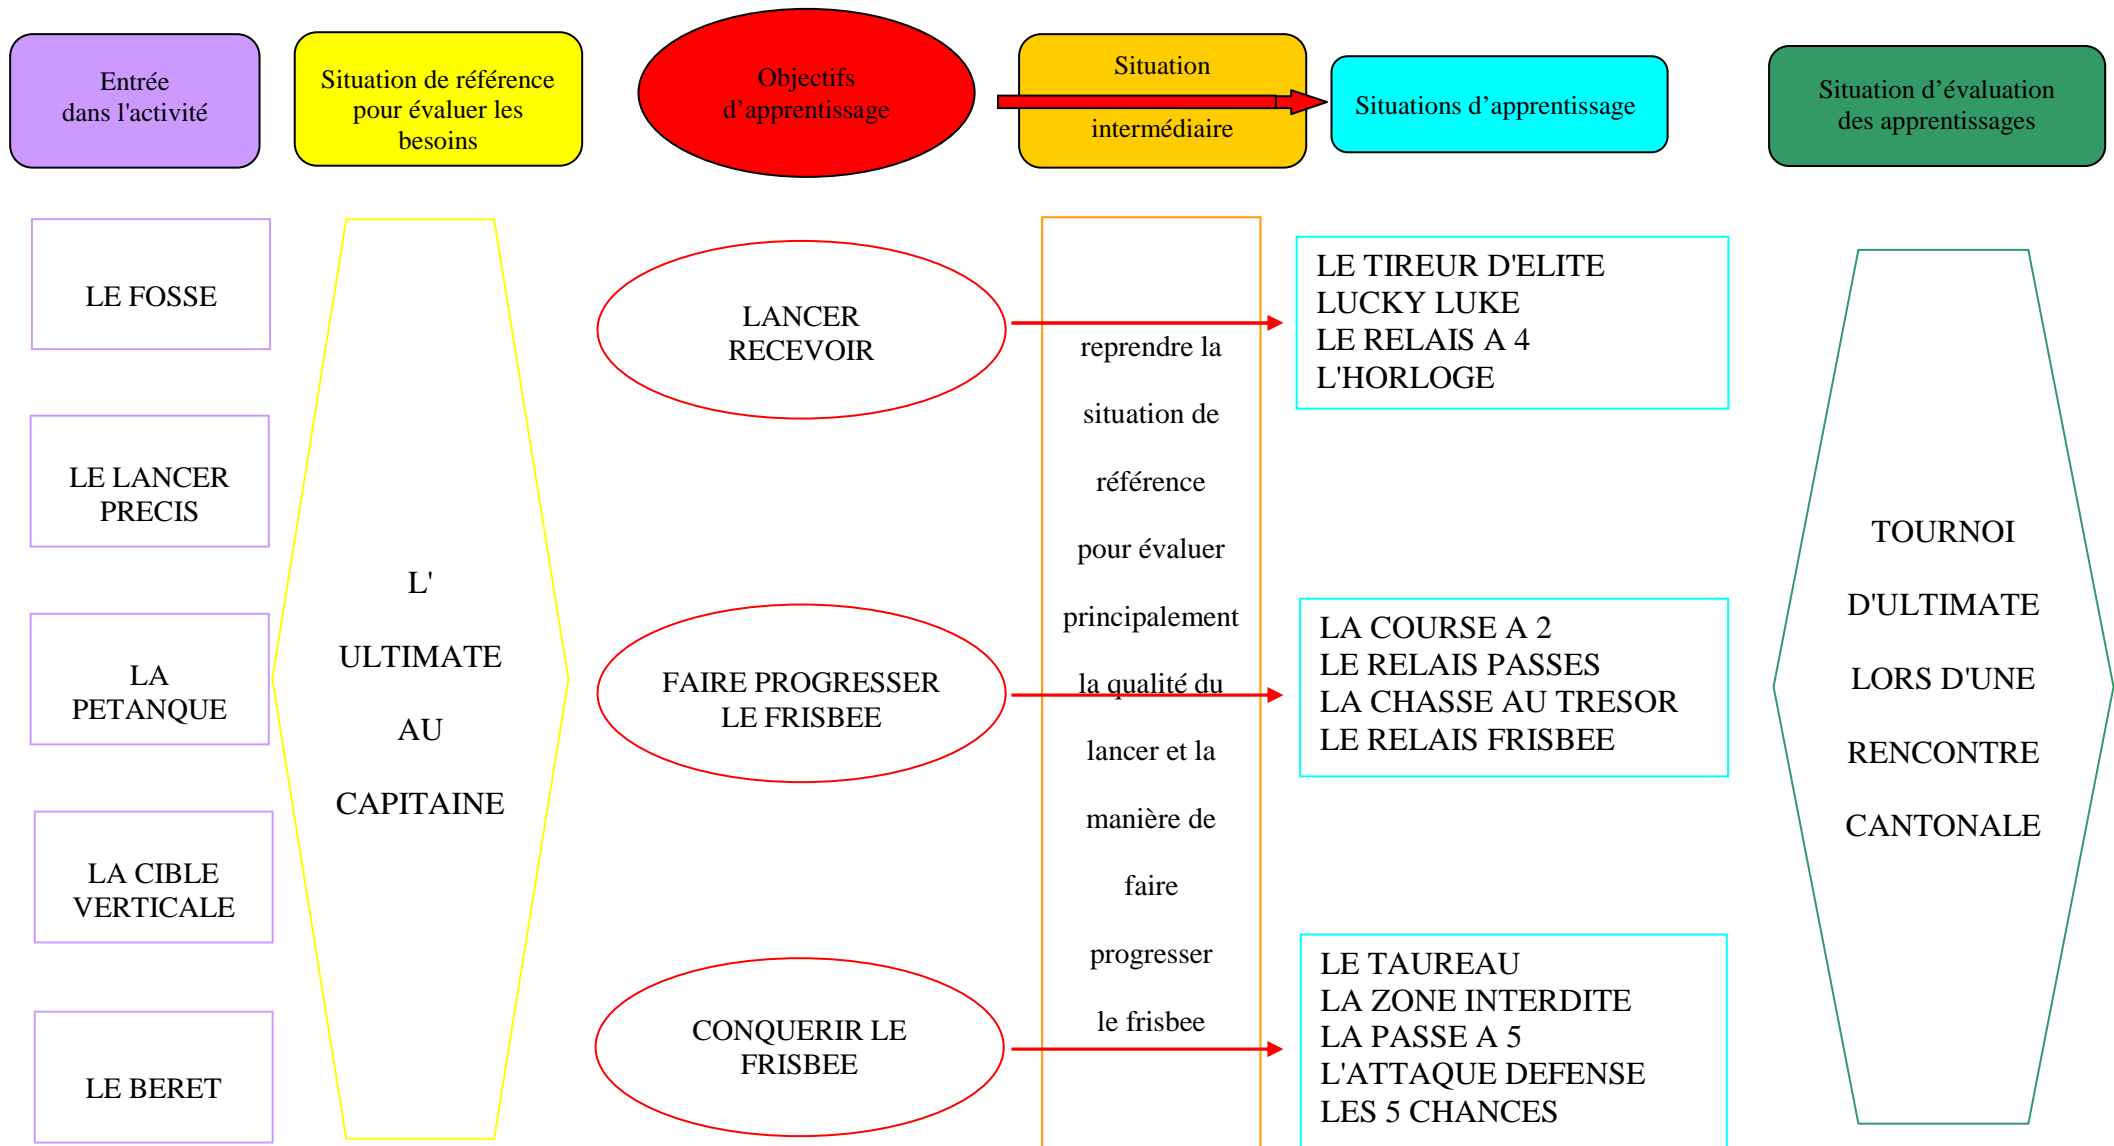 Entrée
dans l'activité
Situation de référence
pour évaluer les
besoins
Objectifs
d'apprentissage
Situation
intermédiaire
Situations d'apprentissage
Situation d'évaluation
des apprentissages
LE FOSSE
LE LANCER
PRECIS
LA
PETANQUE
LA CIBLE
VERTICALE
LE BERET
L'
ULTIMATE
AU
CAPITAINE
LANCER
RECEVOIR
FAIRE PROGRESSER
LE FRISBEE
CONQUERIR LE
FRISBEE
reprendre la
situation de
référence
pour évaluer
principalement
la qualité du
lancer et la
manière de
faire
progresser
le frisbee
LE TIREUR D'ELITE
LUCKY LUKE
LE RELAIS A 4
L'HORLOGE
LA COURSE A 2
LE RELAIS PASSES
LA CHASSE AU TRESOR
LE RELAIS FRISBEE
LE TAUREAU
LA ZONE INTERDITE
LA PASSE A 5
L'ATTAQUE DEFENSE
LES 5 CHANCES
TOURNOI
D'ULTIMATE
LORS D'UNE
RENCONTRE
CANTONALE